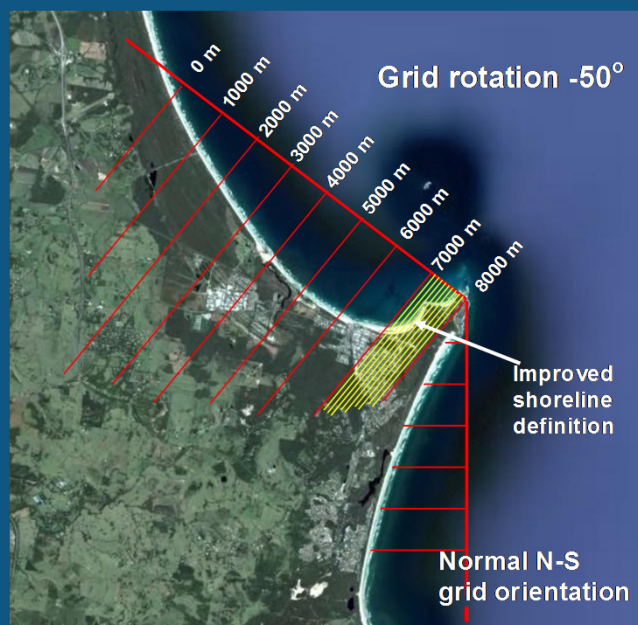 Grid rotation -50°
0 m
1000 m
2000 m
3000 m
4000 m
5000 m
6000 m
7000 m
8000 m
Improved
shoreline
definition
Normal N-S
grid orientation